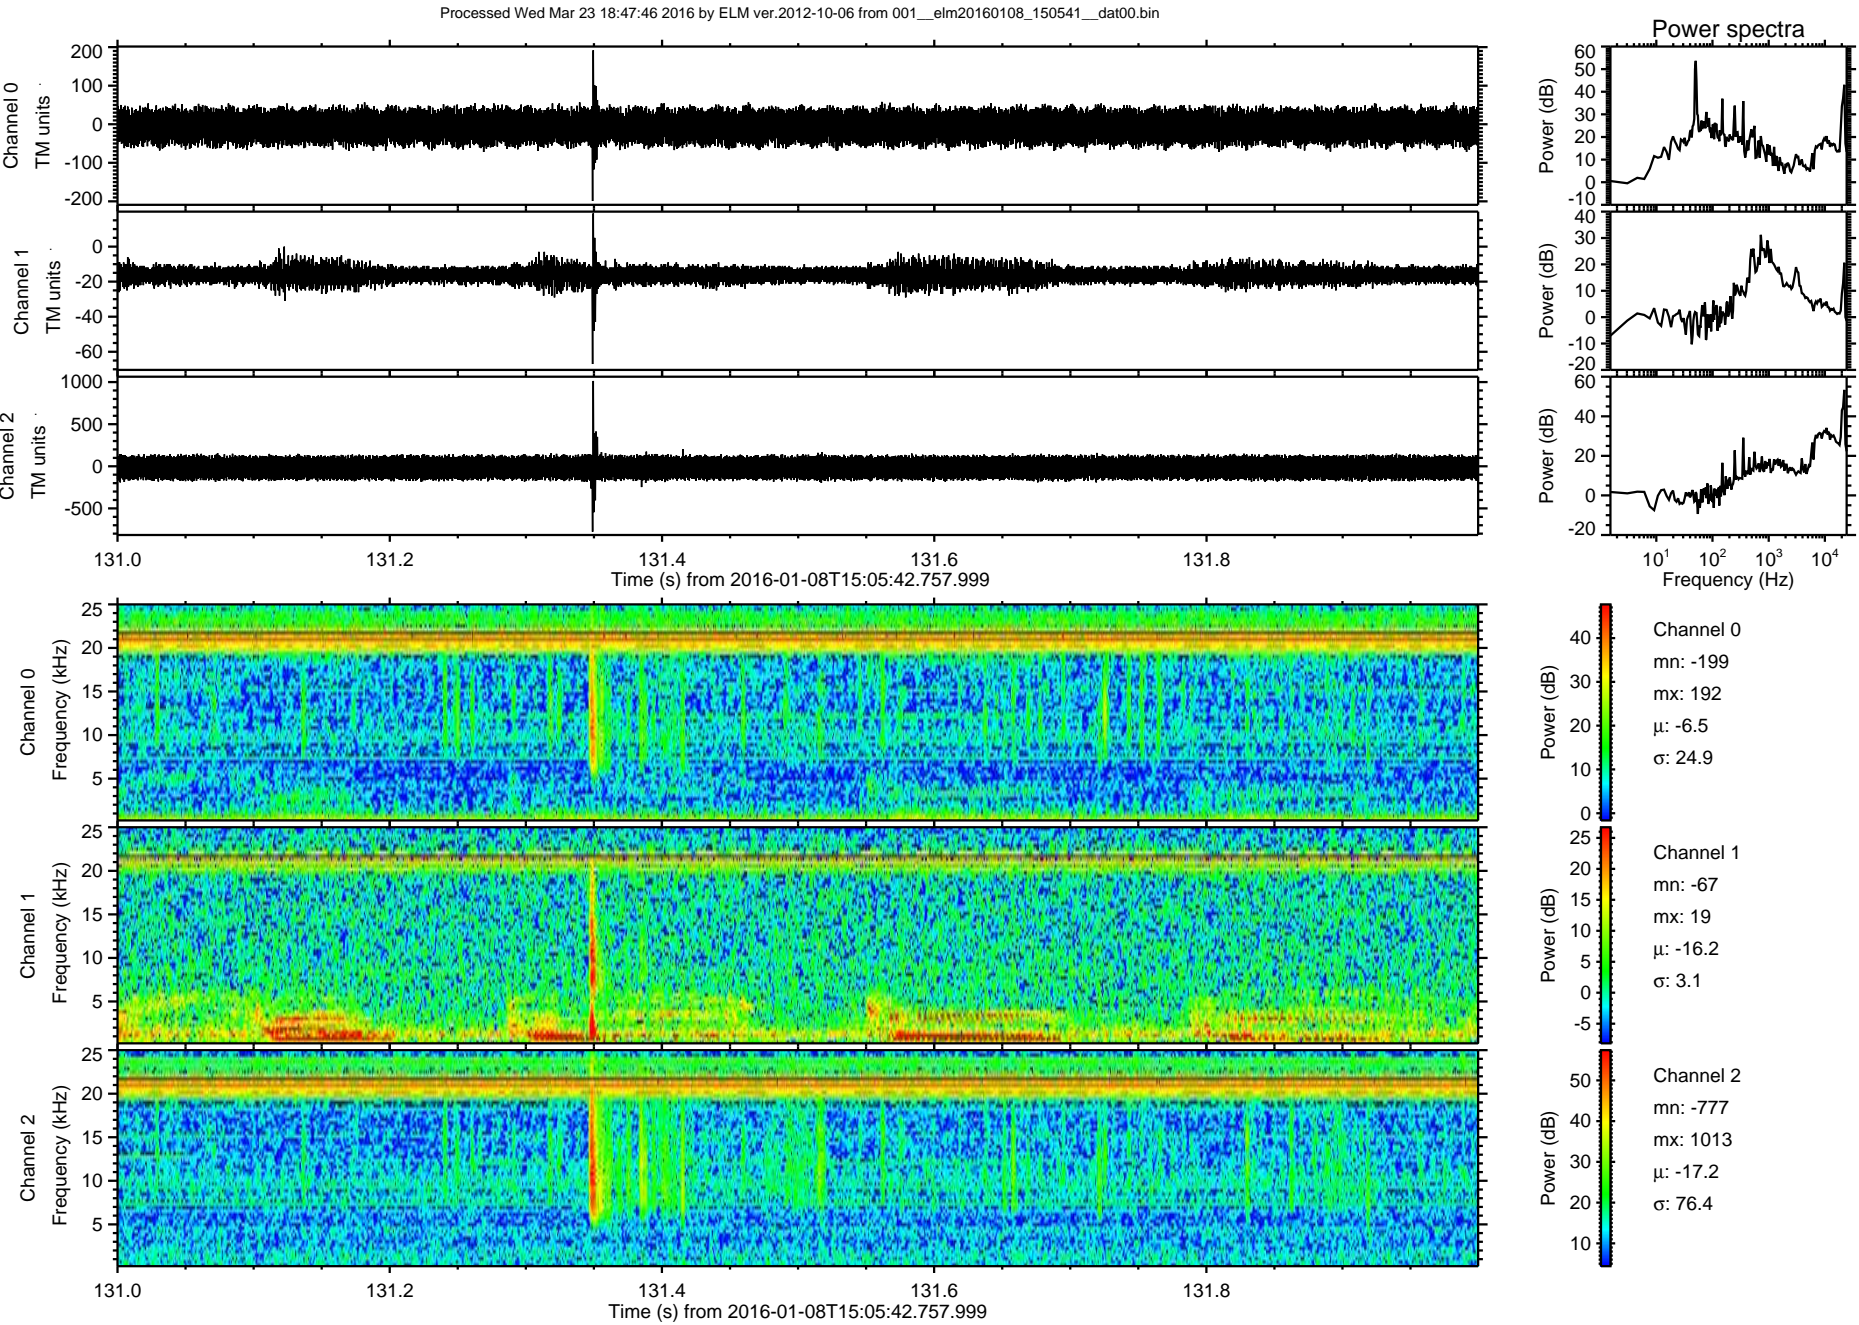 Processed Wed Mar 23 18:47:46 2016 by ELM ver.2012-10-06 from 001__elm20160108_150541__dat00.bin
Power spectra
Channel 0
TM units
200
100
0
-100
-200
Power (dB)
60
50
40
30
20
10
0
-10
Channel 1
TM units
0
-20
-40
-60
Power (dB)
40
30
20
10
0
-10
-20
Channel 2
TM units
1000
500
0
-500
Power (dB)
60
40
20
0
-20
131.0 131.2 131.4 131.6 131.8
Time (s) from 2016-01-08T15:05:42.757.999
10¹ 10² 10³ 10⁴
Frequency (Hz)
Channel 0
Frequency (kHz)
25
20
15
10
5
Power (dB)
40
30
20
10
0
Channel 0
mn: -199
mx: 192
μ: -6.5
σ: 24.9
Channel 1
Frequency (kHz)
25
20
15
10
5
Power (dB)
25
20
15
10
5
0
-5
Channel 1
mn: -67
mx: 19
μ: -16.2
σ: 3.1
Channel 2
Frequency (kHz)
25
20
15
10
5
Power (dB)
50
40
30
20
10
Channel 2
mn: -777
mx: 1013
μ: -17.2
σ: 76.4
131.0 131.2 131.4 131.6 131.8
Time (s) from 2016-01-08T15:05:42.757.999